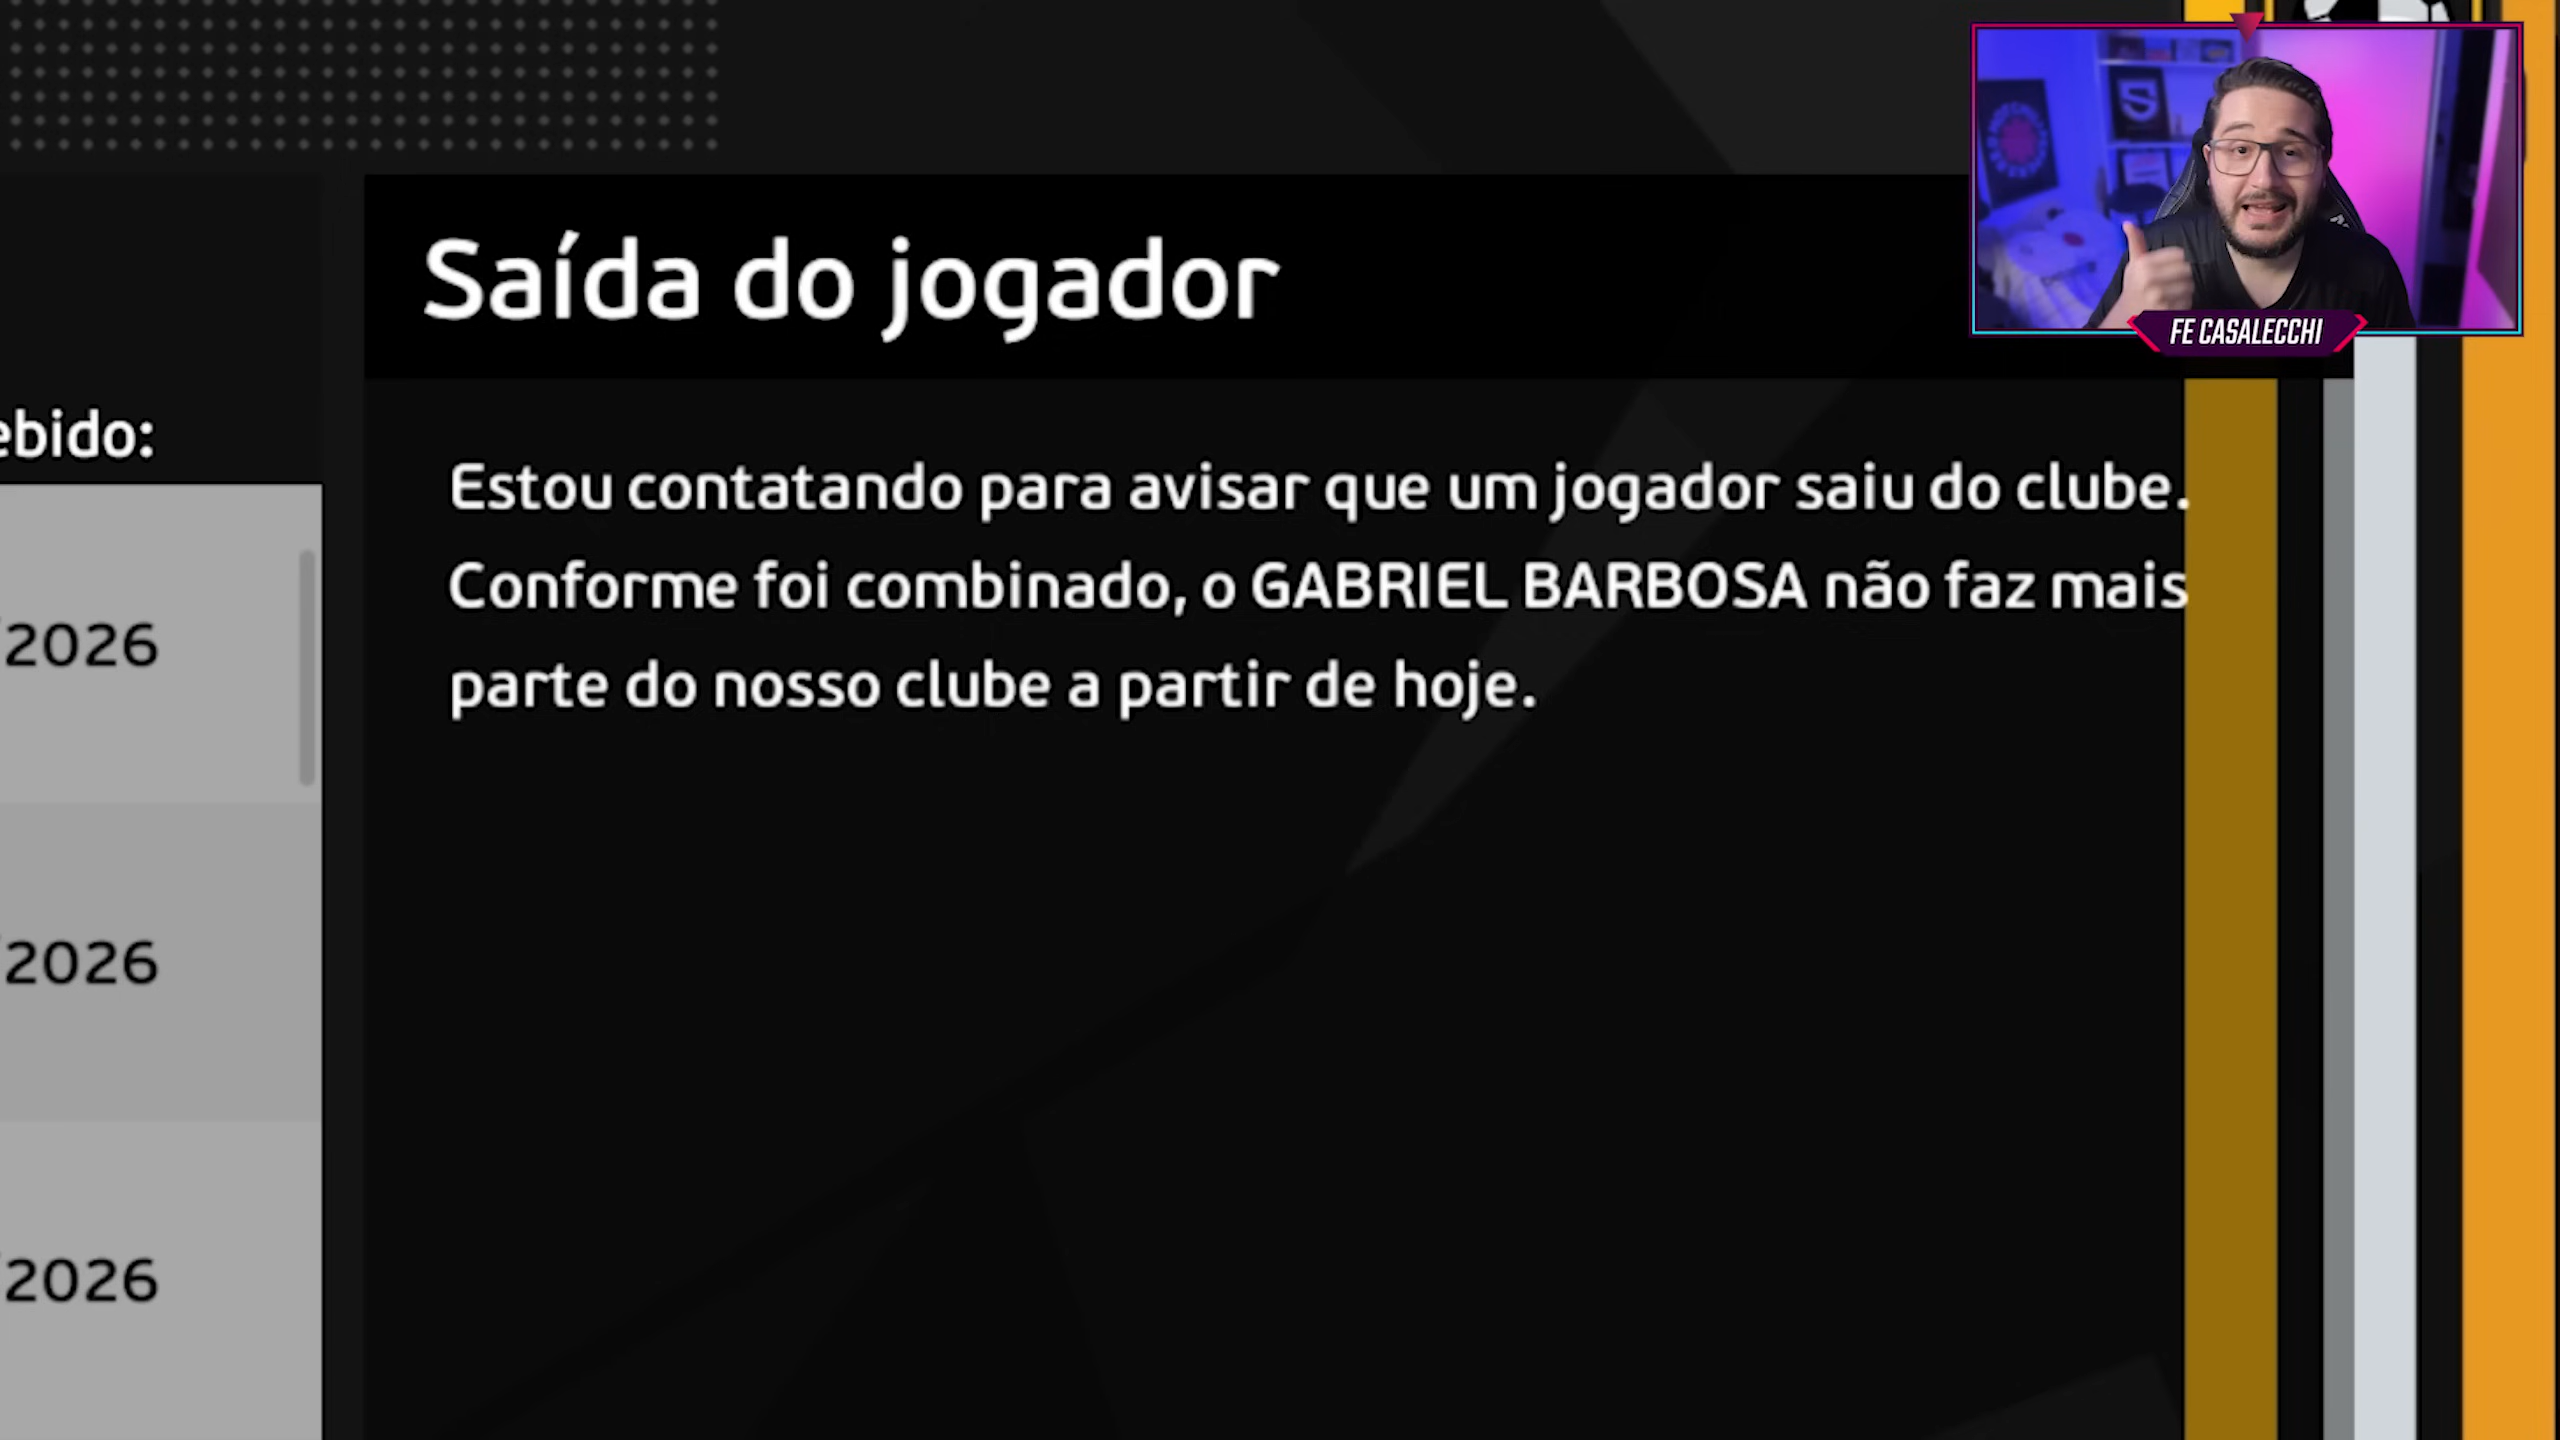 Saída do jogador
FE CASALECCHI
ebido:
Estou contatando para avisar que um jogador saiu do clube.
Conforme foi combinado, o GABRIEL BARBOSA não faz mais
parte do nosso clube a partir de hoje.
/2026
/2026
/2026